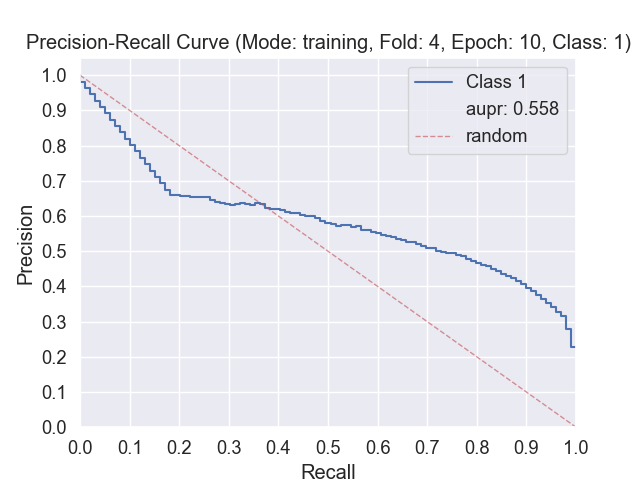 Precision-Recall Curve (Mode: training, Fold: 4, Epoch: 10, Class: 1)
Class 1
aupr: 0.558
random
Precision
1.0
0.9
0.8
0.7
0.6
0.5
0.4
0.3
0.2
0.1
0.0
0.0 0.1 0.2 0.3 0.4 0.5 0.6 0.7 0.8 0.9 1.0
Recall